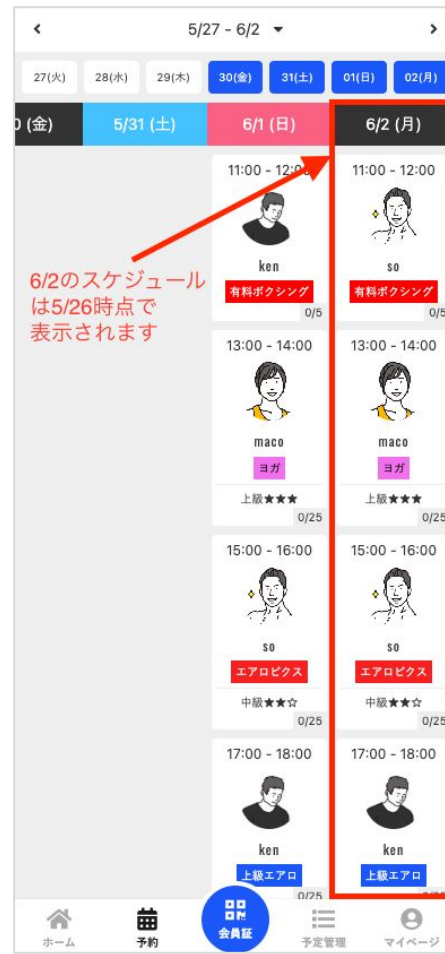 5/27 - 6/2
27(火) 28(水) 29(木) 30(金) 31(土) 01(日) 02(月)
(金) 5/31 (土) 6/1 (日) 6/2 (月)
11:00 - 12:00 11:00 - 12:00
ken so
有料ボクシング 有料ボクシング
0/5 0/5
6/2のスケジュール
は5/26時点で
表示されます
13:00 - 14:00 13:00 - 14:00
maco maco
ヨガ ヨガ
上級★★★ 上級★★★
0/25 0/25
15:00 - 16:00 15:00 - 16:00
so so
エアロビクス エアロビクス
中級★★☆ 中級★★☆
0/25 0/25
17:00 - 18:00 17:00 - 18:00
ken ken
上級エアロ 上級エアロ
0/25
ホーム 予約 会員証 予定管理 マイページ